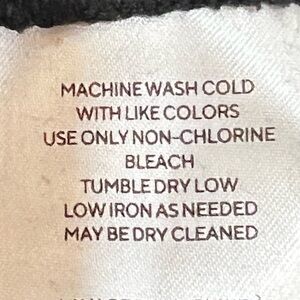 MACHINE WASH COLD
WITH LIKE COLORS
USE ONLY NON-CHLORINE
BLEACH
TUMBLE DRY LOW
LOW IRON AS NEEDED
MAY BE DRY CLEANED